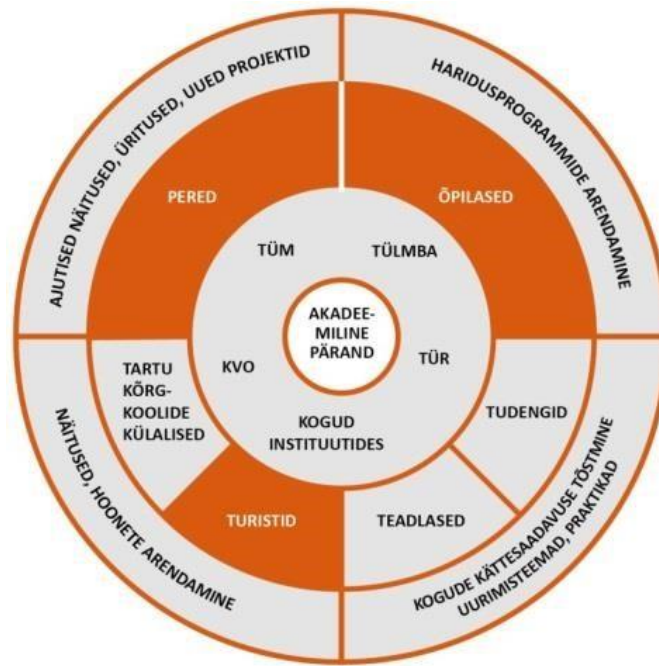 AJUTISED NÄITUSED, ÜRITUSED, UUED PROJEKTID
HARIDUSPROGRAMMIDE ARENDAMINE
PERED
ÕPILASED
TÜM
TÜLMBA
AKADEE-
MILINE
PÄRAND
KVO
TÜR
KOGUD
INSTITUUTIDES
TARTU
KÕRG-
KOOLIDE
KÜLALISED
TUDENGID
TURISTID
TEADLASED
NÄITUSED, HOONETE ARENDAMINE
KOGUDE KÄTTESAADAVUSE TÕSTMINE
UURIMISTEEMAD, PRAKTIKAD